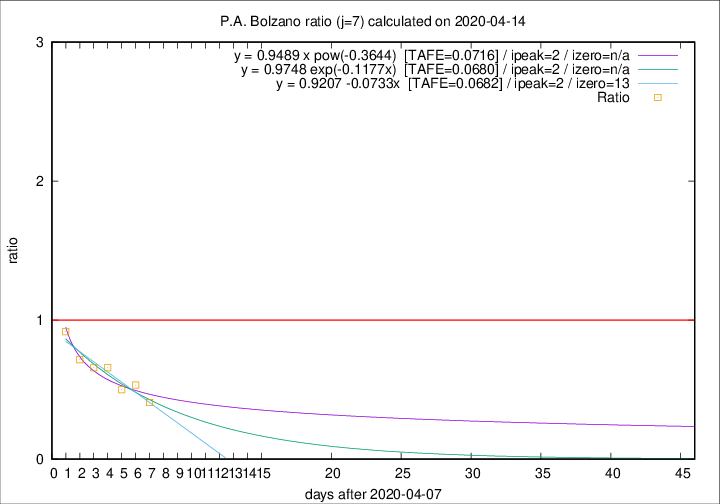 P.A. Bolzano ratio (j=7) calculated on 2020-04-14
y = 0.9489 x pow(-0.3644)  [TAFE=0.0716] / ipeak=2 / izero=n/a
y = 0.9748 exp(-0.1177x)  [TAFE=0.0680] / ipeak=2 / izero=n/a
y = 0.9207 -0.0733x  [TAFE=0.0682] / ipeak=2 / izero=13
Ratio
3
2
1
0
ratio
0 1 2 3 4 5 6 7 8 9 10 11 12 13 14 15 20 25 30 35 40 45
days after 2020-04-07